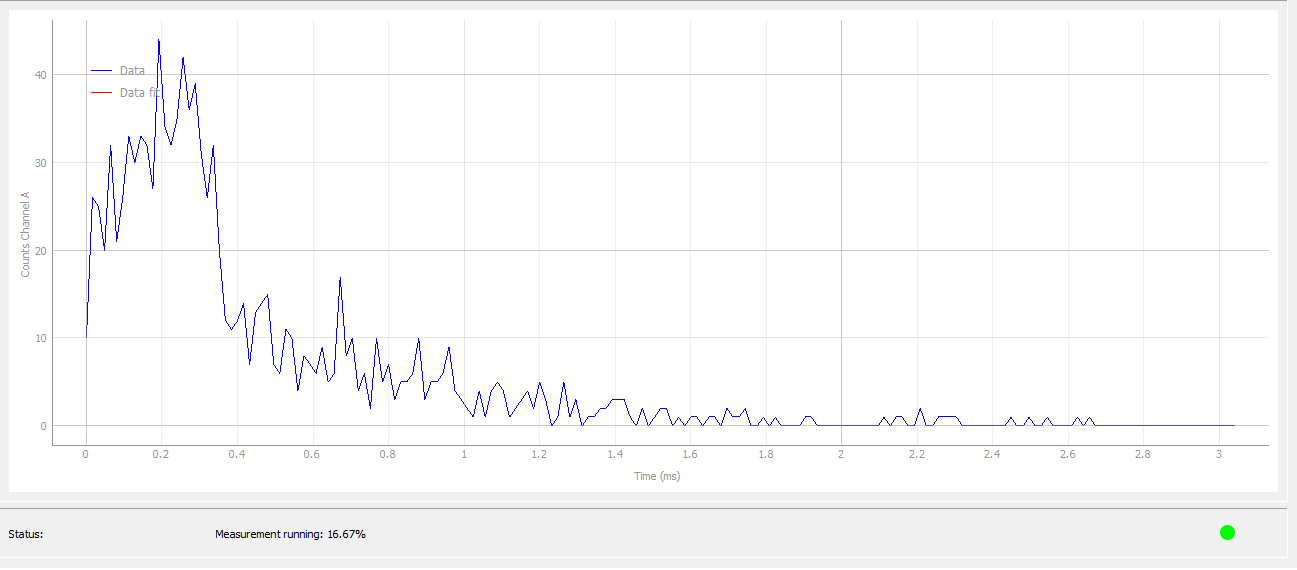 Data
Data fit
40
30
20
10
0
Counts Channel A
0 0.2 0.4 0.6 0.8 1 1.2 1.4 1.6 1.8 2 2.2 2.4 2.6 2.8 3
Time (ms)
Status: Measurement running: 16.67%